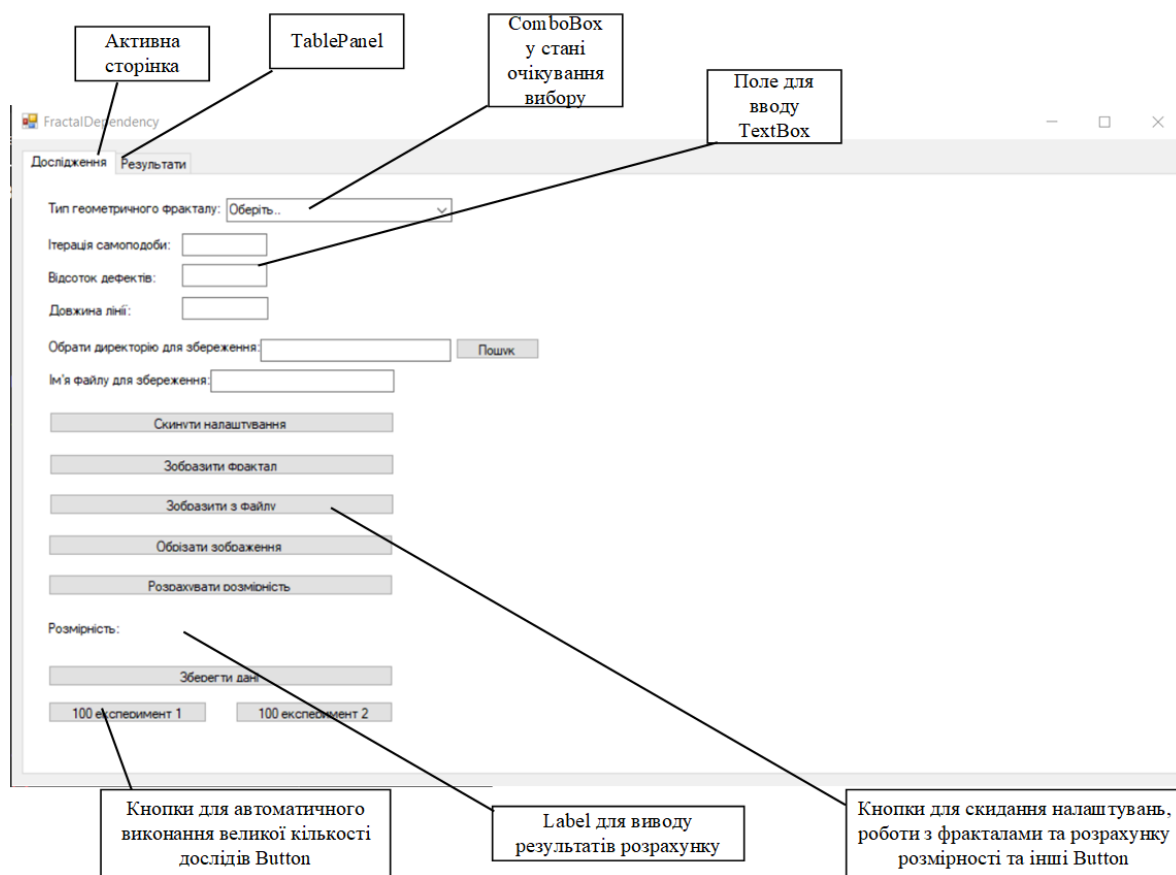 Активна
сторінка
TablePanel
ComboBox
у стані
очікування
вибору
Поле для
вводу
TextBox
FractalDependency
Дослідження
Результати
Тип геометричного фракталу:
Оберіть..
Ітерація самоподоби:
Відсоток дефектів:
Довжина лінії:
Обрати директорію для збереження:
Пошук
Ім'я файлу для збереження:
Скинути налаштування
Зобразити фрактал
Зобразити з файлу
Обрізати зображення
Розрахувати розмірність
Розмірність:
Зберегти дані
100 експеримент 1
100 експеримент 2
Кнопки для автоматичного
виконання великої кількості
дослідів Button
Label для виводу
результатів розрахунку
Кнопки для скидання налаштувань,
роботи з фракталами та розрахунку
розмірності та інші Button